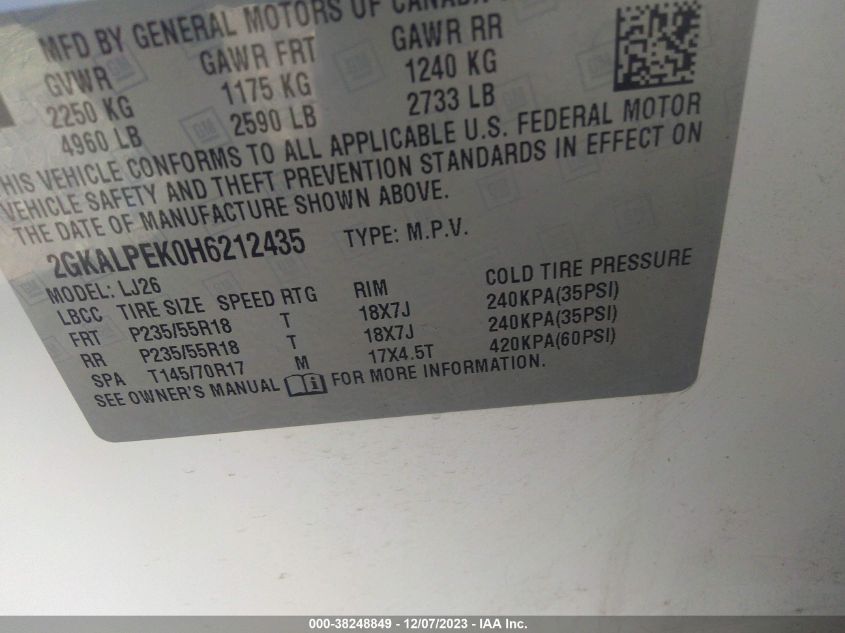 MFD BY GENERAL MOTORS OF CANADA
GVWR GAWR FRT GAWR RR
2250 KG 1175 KG 1240 KG
4960 LB 2590 LB 2733 LB
THIS VEHICLE CONFORMS TO ALL APPLICABLE U.S. FEDERAL MOTOR
VEHICLE SAFETY AND THEFT PREVENTION STANDARDS IN EFFECT ON
THE DATE OF MANUFACTURE SHOWN ABOVE.
2GKALPEK0H6212435 TYPE: M.P.V.
MODEL: LJ26
LBCC TIRE SIZE SPEED RTG RIM COLD TIRE PRESSURE
FRT P235/55R18 T 18X7J 240KPA(35PSI)
RR P235/55R18 T 18X7J 240KPA(35PSI)
SPA T145/70R17 M 17X4.5T 420KPA(60PSI)
SEE OWNER'S MANUAL FOR MORE INFORMATION.
000-38248849 - 12/07/2023 - IAA Inc.